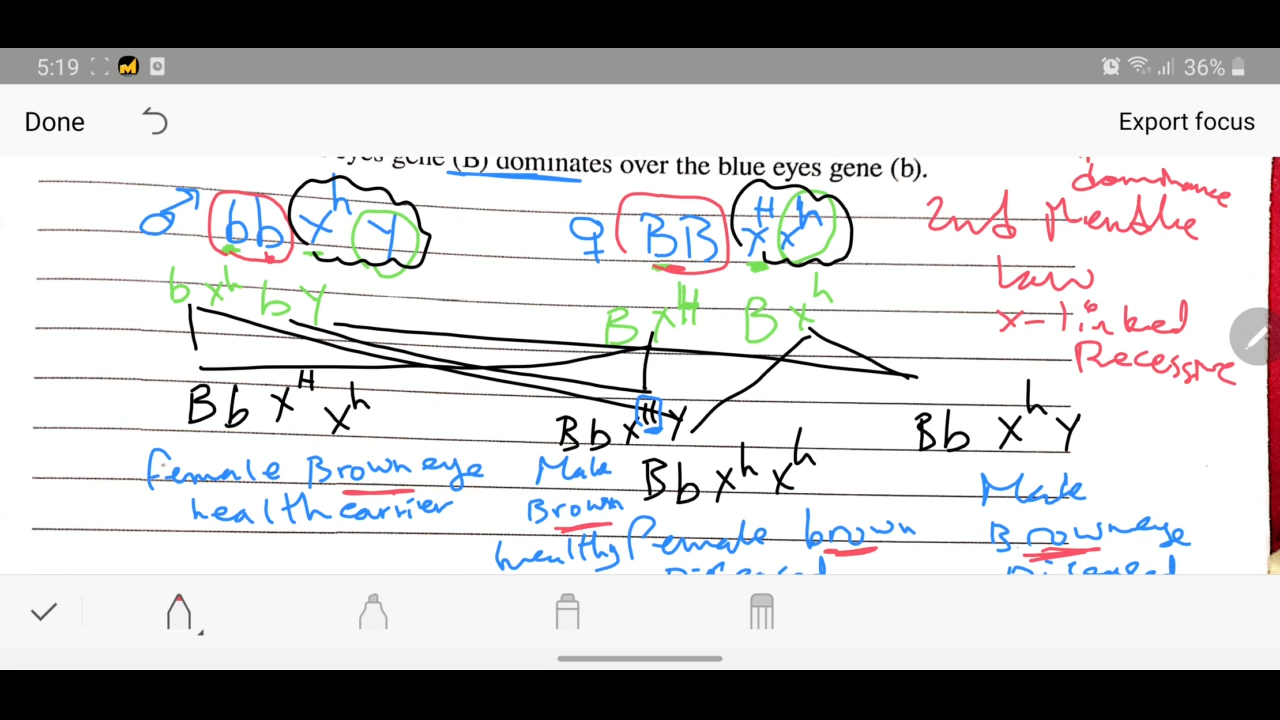 5:19
36%
Done
Export focus
eyes gene (B) dominates over the blue eyes gene (b).
dominance
2nd
Law
x-linked
Recessive
♂ bb X^h Y
♀ BB X^H X^h
b X^h b Y
B X^H B X^h
Bb X^H X^h
Bb X^H Y
Bb X^h Y
Bb X^h X^h
Female Brown eye
health carrier
Male
Brown
healthy
Female brown
Diseased
Male
Brown eye
Diseased